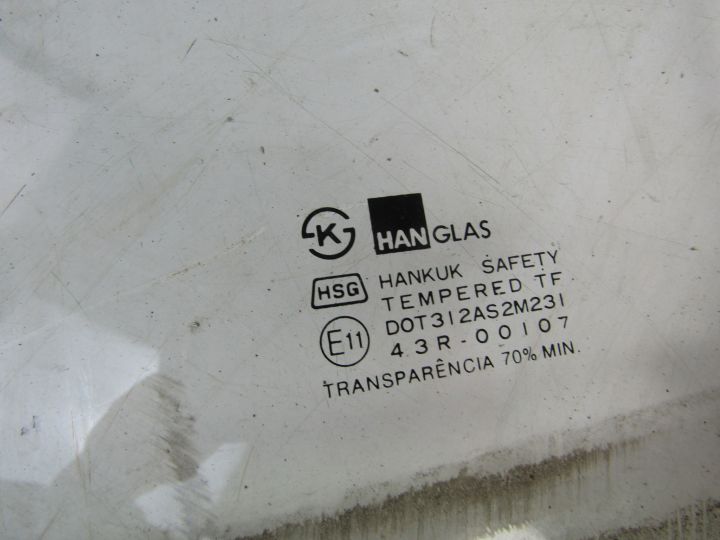 K HANGLAS
HSG HANKUK SAFETY
TEMPERED TF
DOT312AS2M231
E11 43R-00107
TRANSPARÊNCIA 70% MIN.